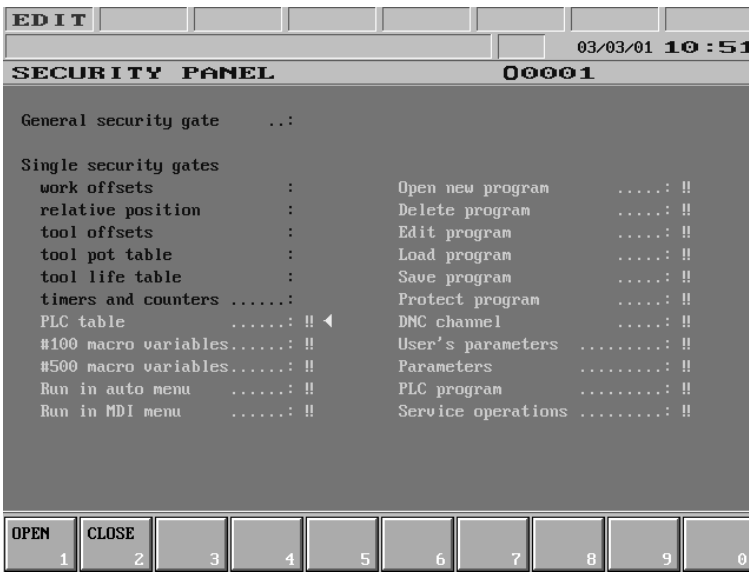 EDIT
03/03/01 10:51
SECURITY PANEL O0001
General security gate ..:
Single security gates
work offsets :
relative position :
tool offsets :
tool pot table :
tool life table :
timers and counters ......:
PLC table ......: !!
#100 macro variables......: !!
#500 macro variables......: !!
Run in auto menu ......: !!
Run in MDI menu ......: !!
Open new program .....: !!
Delete program .....: !!
Edit program .....: !!
Load program .....: !!
Save program .....: !!
Protect program .....: !!
DNC channel .....: !!
User's parameters .........: !!
Parameters .........: !!
PLC program .........: !!
Service operations .........: !!
OPEN 1 CLOSE 2 3 4 5 6 7 8 9 0